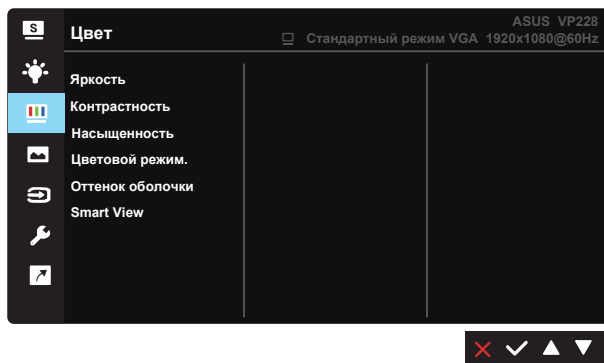 S
Цвет
ASUS VP228
Стандартный режим VGA 1920x1080@60Hz
Яркость
Контрастность
Насыщенность
Цветовой режим.
Оттенок оболочки
Smart View